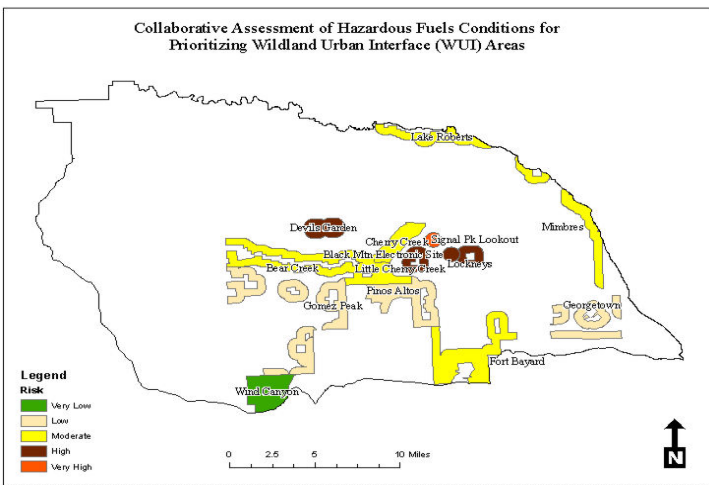 Collaborative Assessment of Hazardous Fuels Conditions for
Prioritizing Wildland Urban Interface (WUI) Areas
Lake Roberts
Mimbres
Devils Garden
Cherry Creek
Signal Pk Lookout
Black Mtn Electronic Site
Lockneys
Bear Creek
Little Cherry Creek
Pinos Altos
Gomez Peak
Georgetown
Fort Bayard
Wind Canyon
Legend
Risk
Very Low
Low
Moderate
High
Very High
0 2.5 5 10 Miles
N